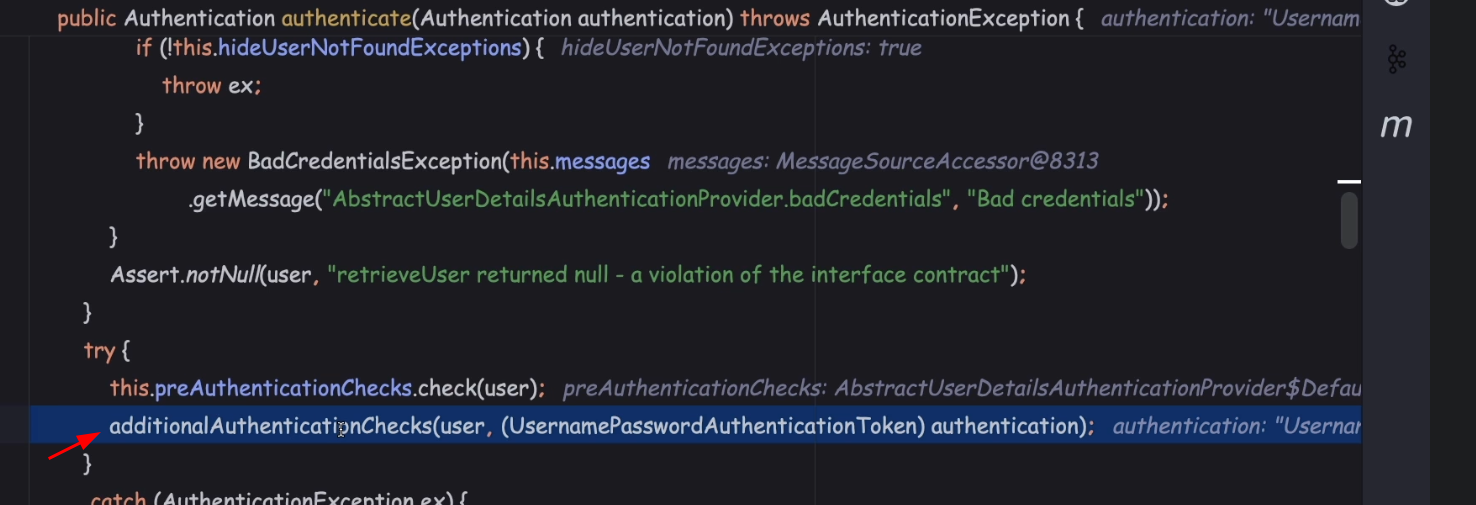 public Authentication authenticate(Authentication authentication) throws AuthenticationException { authentication: "Usernam
if (!this.hideUserNotFoundExceptions) { hideUserNotFoundExceptions: true
throw ex;
}
throw new BadCredentialsException(this.messages messages: MessageSourceAccessor@8313
.getMessage("AbstractUserDetailsAuthenticationProvider.badCredentials", "Bad credentials"));
}
Assert.notNull(user, "retrieveUser returned null - a violation of the interface contract");
}
try {
this.preAuthenticationChecks.check(user); preAuthenticationChecks: AbstractUserDetailsAuthenticationProvider$Defau
additionalAuthenticationChecks(user, (UsernamePasswordAuthenticationToken) authentication); authentication: "Usernar
}
catch (AuthenticationException ex) {
m